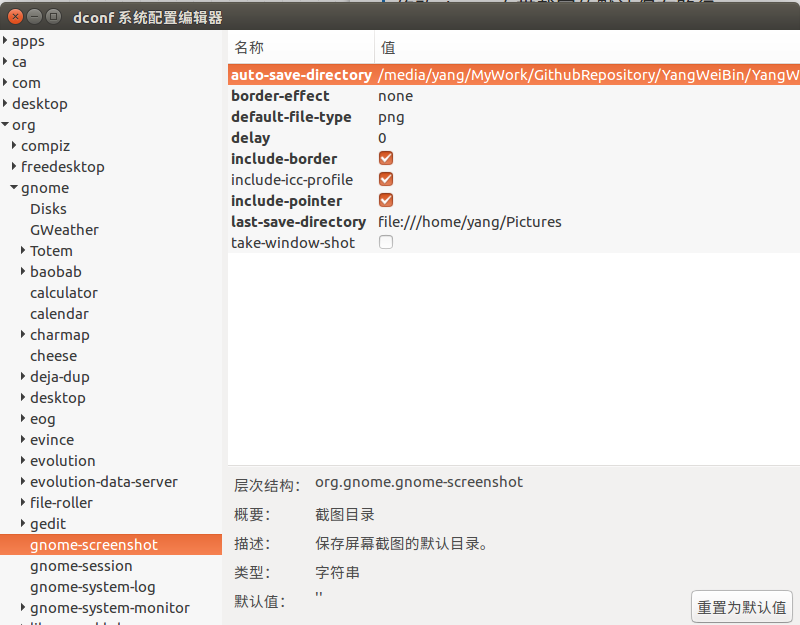 dconf 系统配置编辑器
apps
ca
com
desktop
org
compiz
freedesktop
gnome
Disks
GWeather
Totem
baobab
calculator
calendar
charmap
cheese
deja-dup
desktop
eog
evince
evolution
evolution-data-server
file-roller
gedit
gnome-screenshot
gnome-session
gnome-system-log
gnome-system-monitor
名称 值
auto-save-directory /media/yang/MyWork/GithubRepository/YangWeiBin/YangW
border-effect none
default-file-type png
delay 0
include-border
include-icc-profile
include-pointer
last-save-directory file:///home/yang/Pictures
take-window-shot
层次结构： org.gnome.gnome-screenshot
概要： 截图目录
描述： 保存屏幕截图的默认目录。
类型： 字符串
默认值： ''
重置为默认值